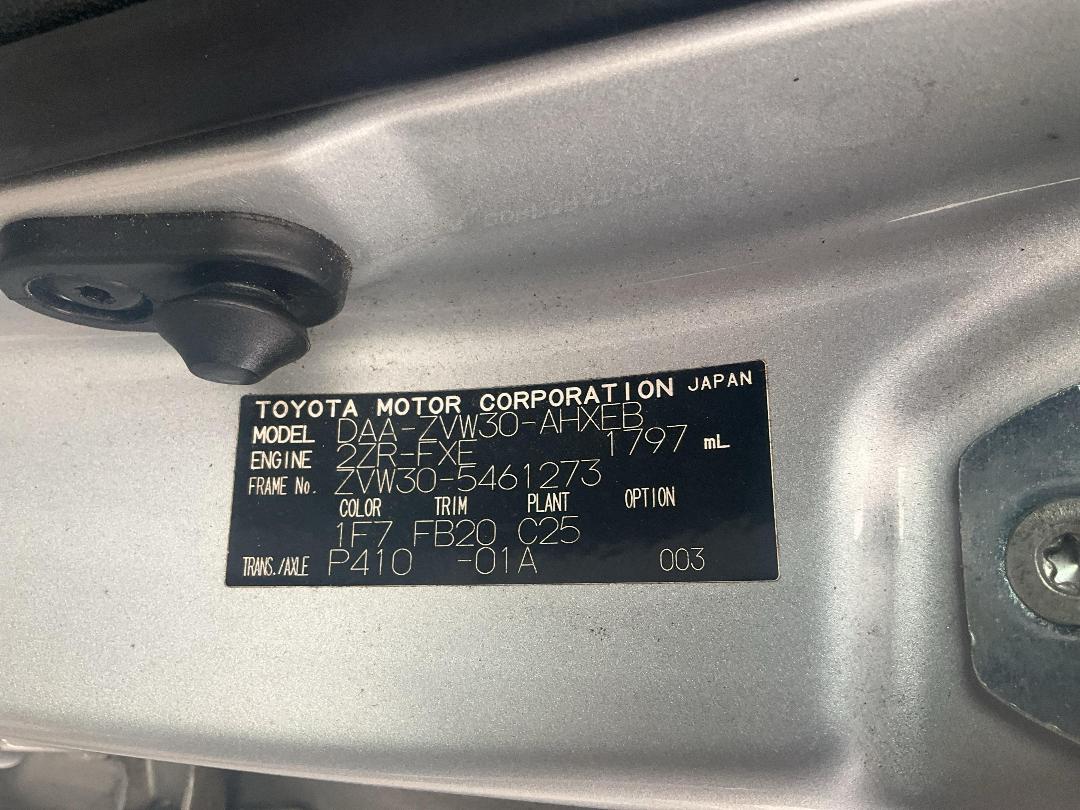 TOYOTA MOTOR CORPORATION JAPAN
MODEL DAA-ZVW30-AHXEB
ENGINE 2ZR-FXE 1797 mL
FRAME No. ZVW30-5461273
COLOR TRIM PLANT OPTION
1F7 FB20 C25
TRANS./AXLE P410 -01A 003